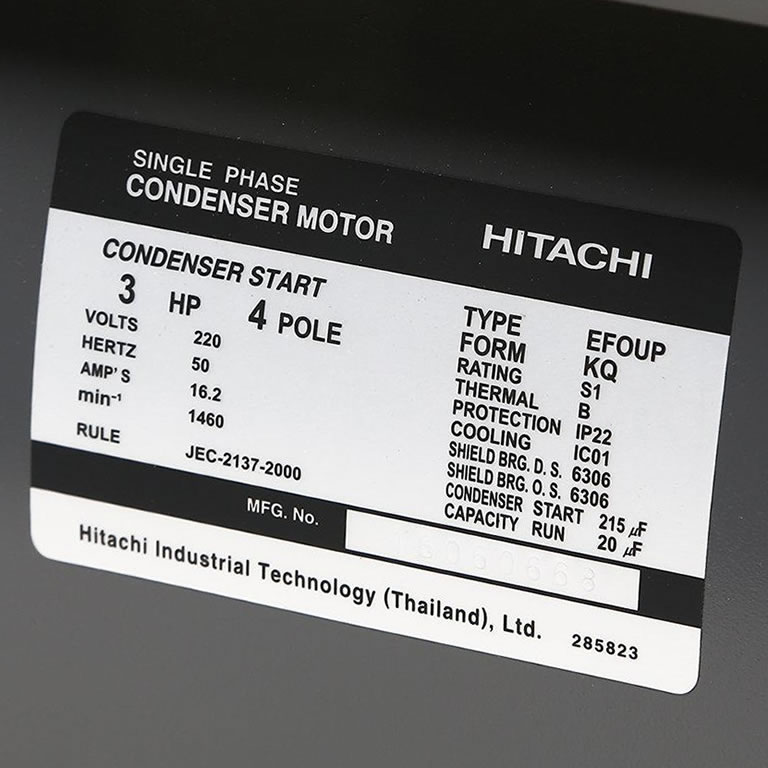 SINGLE PHASE
CONDENSER MOTOR
HITACHI
CONDENSER START
3 HP 4 POLE
VOLTS 220
HERTZ 50
AMP'S 16.2
min⁻¹ 1460
RULE JEC-2137-2000
TYPE EFOUP
FORM KQ
RATING S1
THERMAL B
PROTECTION IP22
COOLING IC01
SHIELD BRG. D. S. 6306
SHIELD BRG. O. S. 6306
CONDENSER START 215 μF
CAPACITY RUN 20 μF
MFG. No.
Hitachi Industrial Technology (Thailand), Ltd. 285823